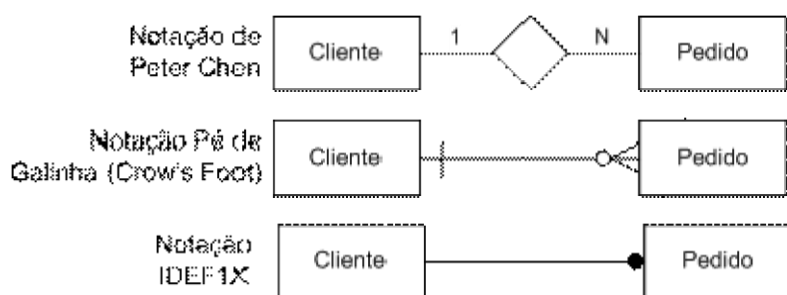 Notação de
Peter Chen
Cliente
1
N
Pedido
Notação Pé de
Galinha (Crow's Foot)
Cliente
Pedido
Notação
IDEF1X
Cliente
Pedido